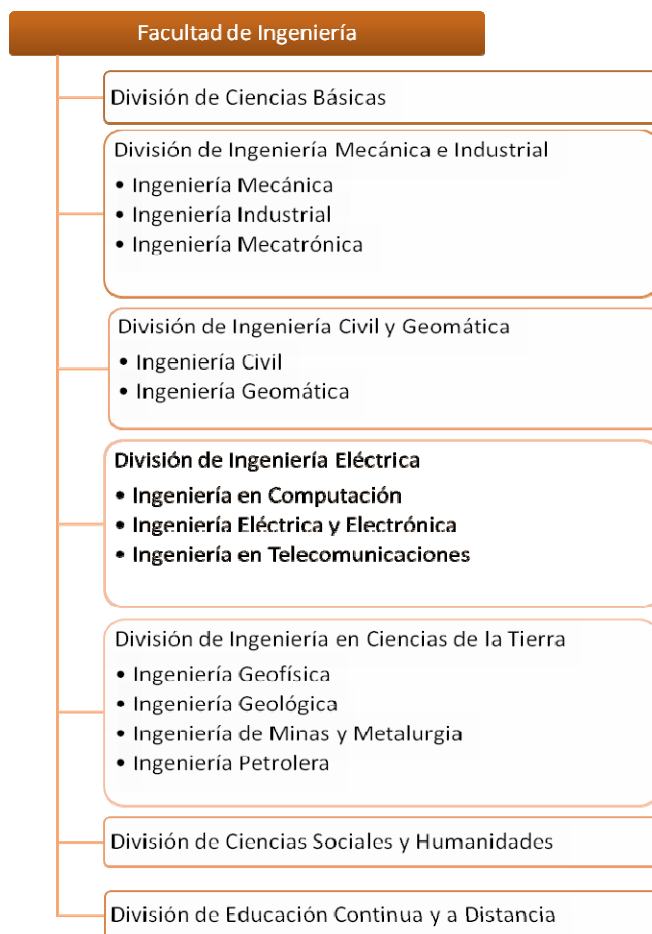 Facultad de Ingeniería
División de Ciencias Básicas
División de Ingeniería Mecánica e Industrial
• Ingeniería Mecánica
• Ingeniería Industrial
• Ingeniería Mecatrónica
División de Ingeniería Civil y Geomática
• Ingeniería Civil
• Ingeniería Geomática
División de Ingeniería Eléctrica
• Ingeniería en Computación
• Ingeniería Eléctrica y Electrónica
• Ingeniería en Telecomunicaciones
División de Ingeniería en Ciencias de la Tierra
• Ingeniería Geofísica
• Ingeniería Geológica
• Ingeniería de Minas y Metalurgia
• Ingeniería Petrolera
División de Ciencias Sociales y Humanidades
División de Educación Continua y a Distancia